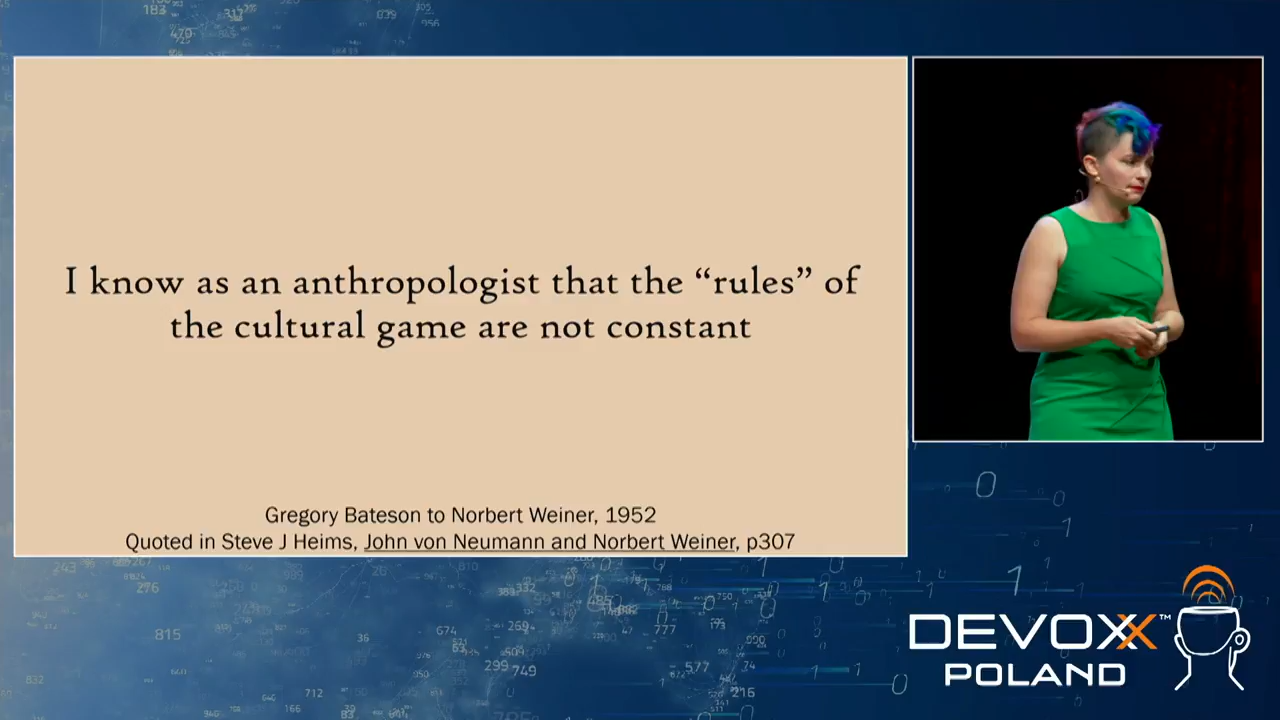 I know as an anthropologist that the “rules” of
the cultural game are not constant
Gregory Bateson to Norbert Weiner, 1952
Quoted in Steve J Heims, John von Neumann and Norbert Weiner, p307
DEVOXX™
POLAND